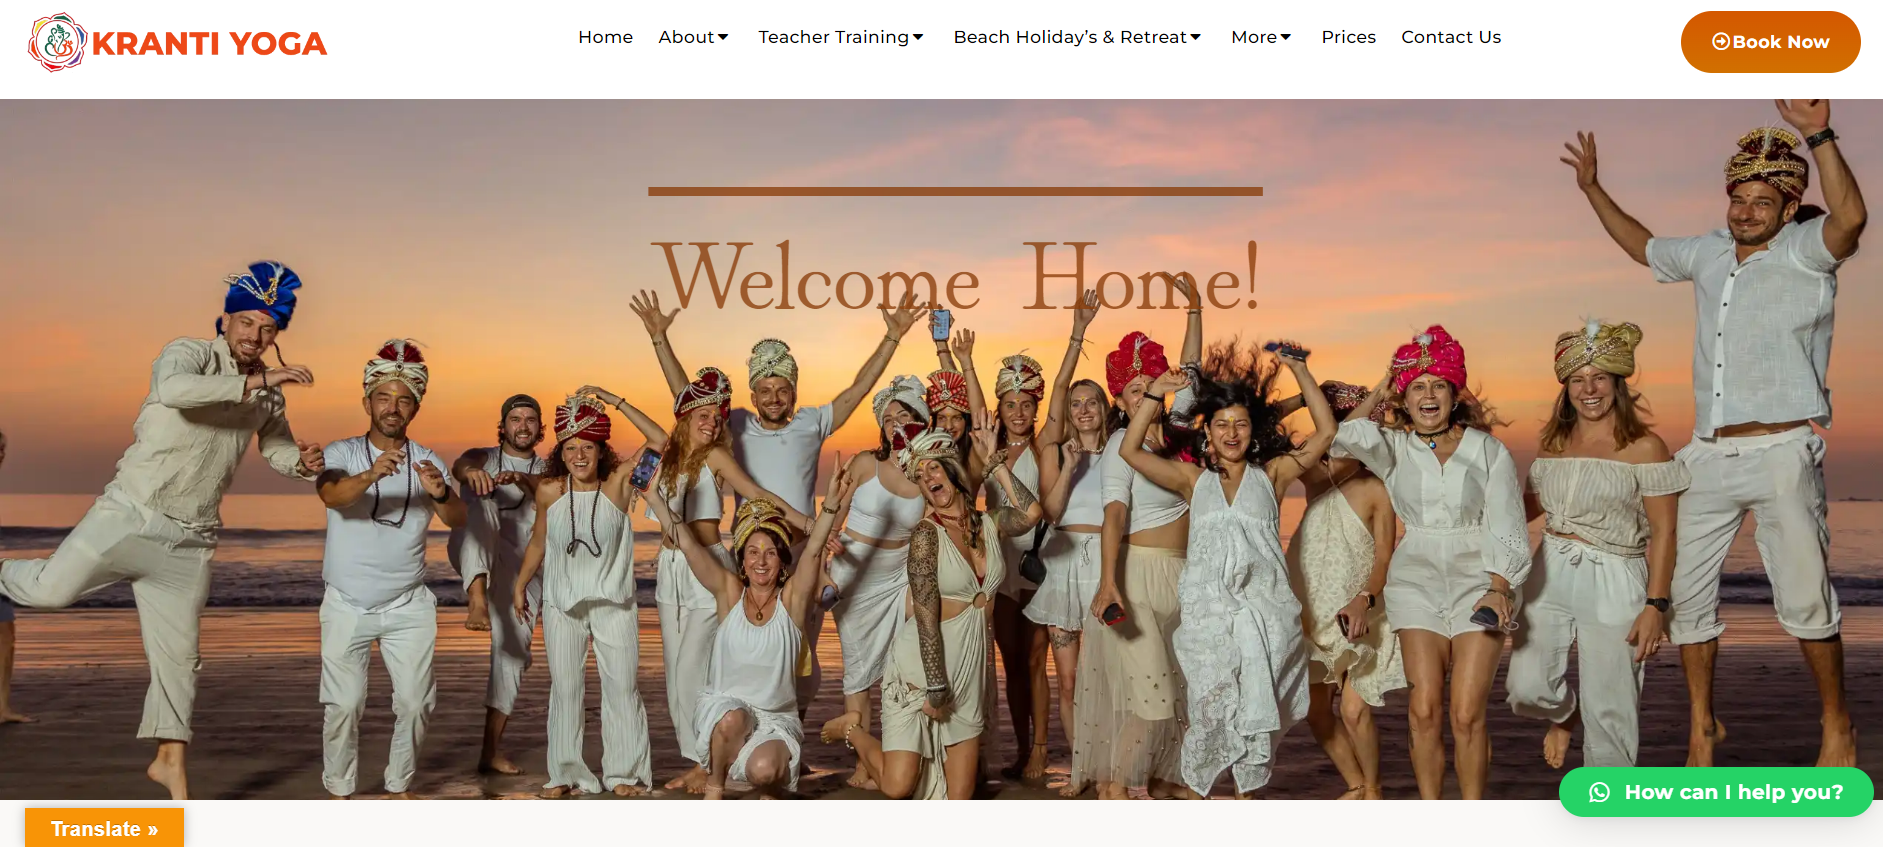 KRANTI YOGA
Home
About
Teacher Training
Beach Holiday's & Retreat
More
Prices
Contact Us
Book Now
Welcome Home!
How can I help you?
Translate »